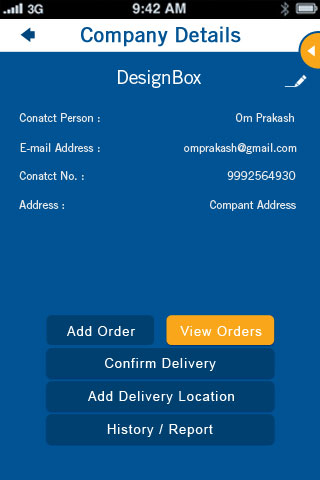 3G 9:42 AM
Company Details
DesignBox
Conatct Person : Om Prakash
E-mail Address : omprakash@gmail.com
Conatct No. : 9992564930
Address : Compant Address
Add Order View Orders
Confirm Delivery
Add Delivery Location
History / Report